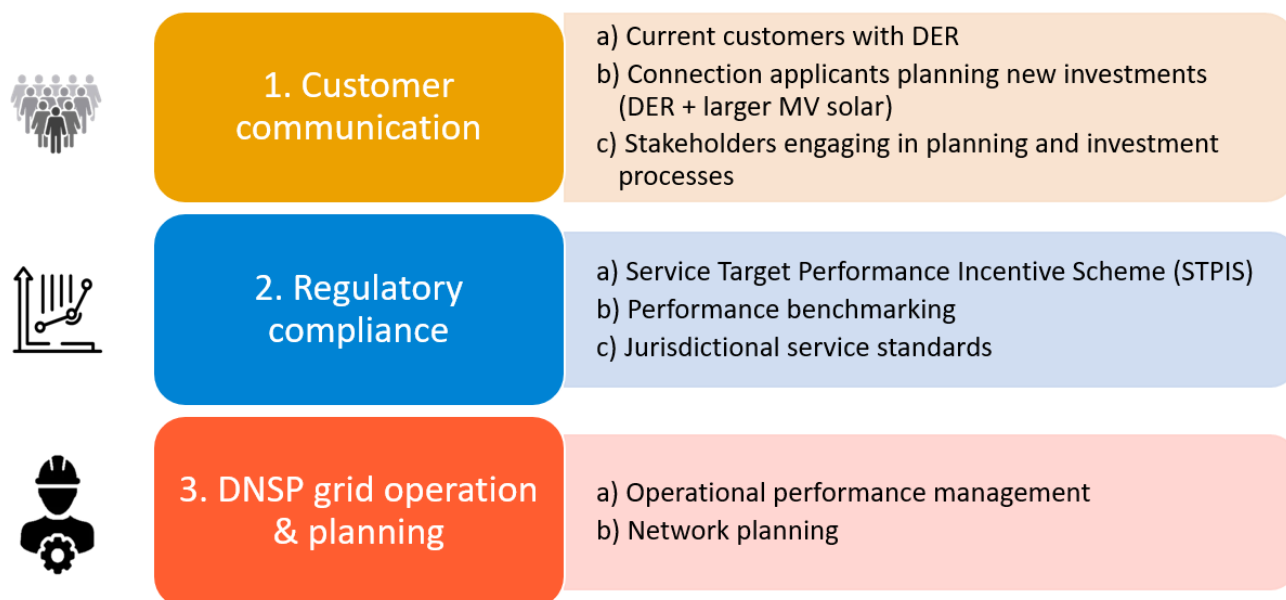 1. Customer
communication
a) Current customers with DER
b) Connection applicants planning new investments
(DER + larger MV solar)
c) Stakeholders engaging in planning and investment
processes
2. Regulatory
compliance
a) Service Target Performance Incentive Scheme (STPIS)
b) Performance benchmarking
c) Jurisdictional service standards
3. DNSP grid operation
& planning
a) Operational performance management
b) Network planning